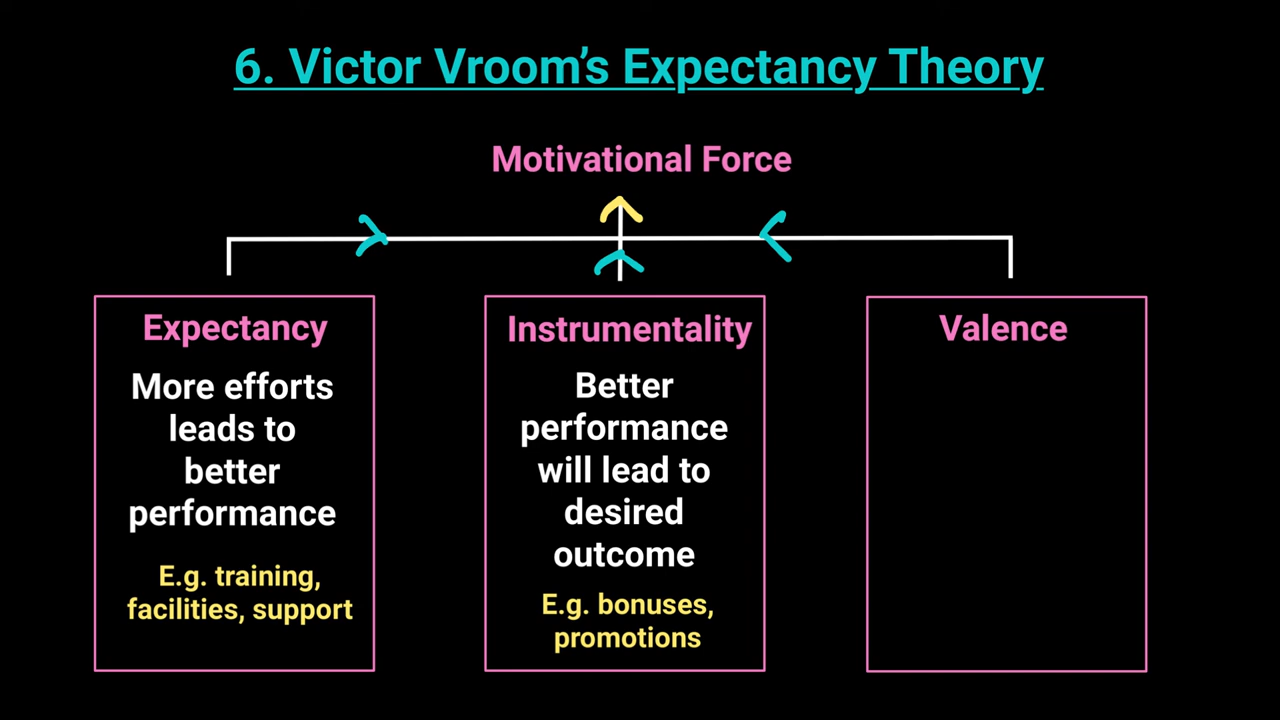 6. Victor Vroom’s Expectancy Theory
Motivational Force
Expectancy
More efforts
leads to
better
performance
E.g. training,
facilities, support
Instrumentality
Better
performance
will lead to
desired
outcome
E.g. bonuses,
promotions
Valence